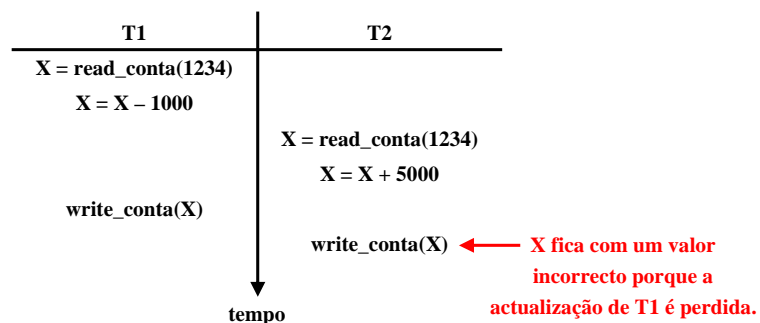 T1 T2
X = read_conta(1234)
X = X – 1000
X = read_conta(1234)
X = X + 5000
write_conta(X)
write_conta(X)
X fica com um valor
incorrecto porque a
actualização de T1 é perdida.
tempo